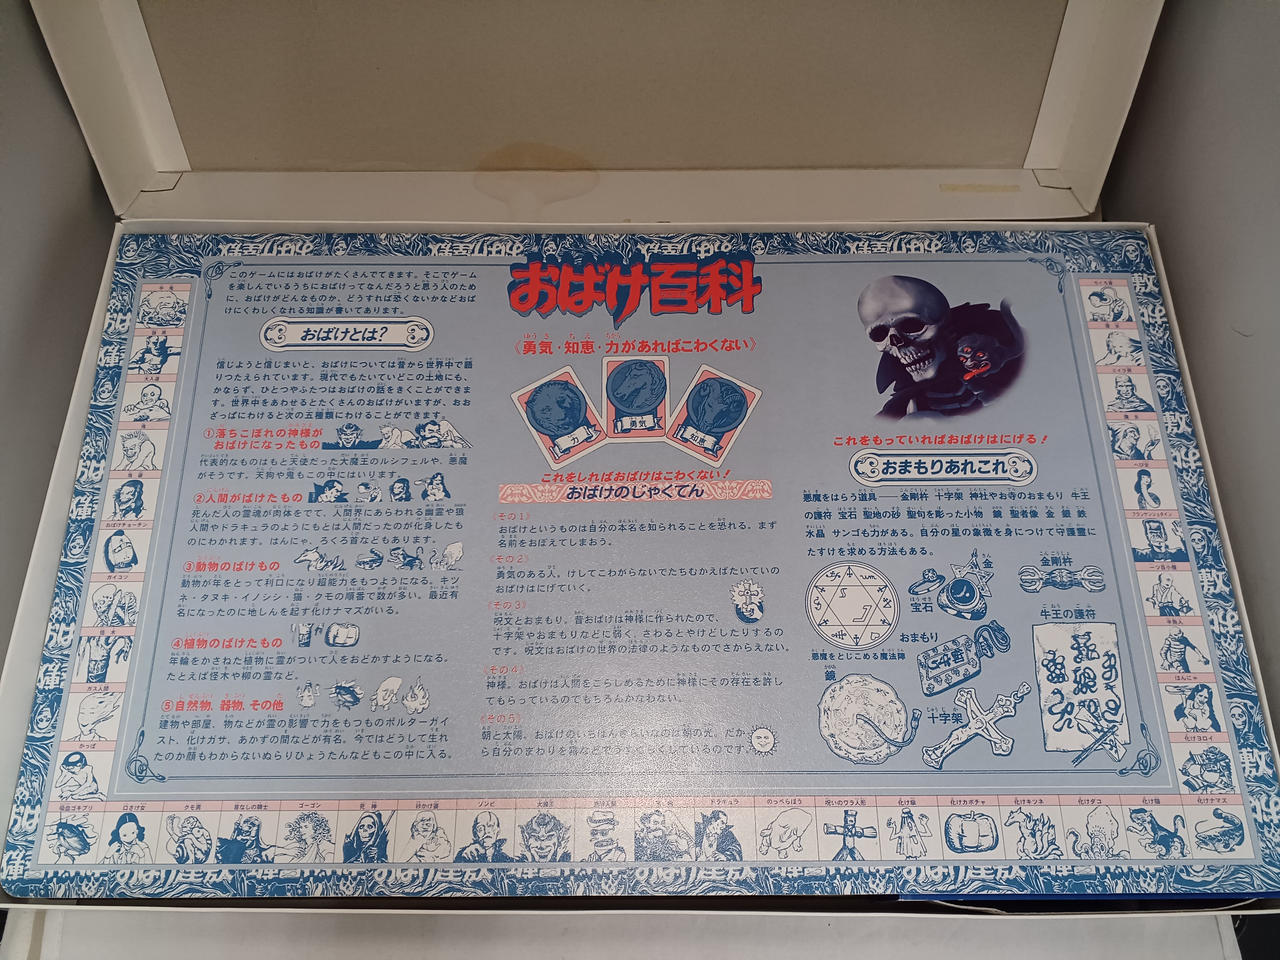 おばけ百科
このゲームにはおばけがたくさんでてきます。そこでゲーム
を楽しんでいるうちにおばけってなんだろうと思う人のため
に、おばけがどんなものか、どうすれば恐くないかなどおば
けにくわしくなれる知識が書いてあります。
おばけとは?
信じようと信じまいと、おばけについては昔から世界中で語
りつたえられています。現代でもたいていどこの土地にも、
かならず、ひとつやふたつはおばけの話をきくことができま
す。世界中をあわせるとたくさんのおばけがいますが、おお
ざっぱにわけると次の五種類にわけることができます。
①落ちこぼれの神様が
おばけになったもの
代表的なものはもと天使だった大魔王のルシフェルや、悪魔
がそうです。天狗や鬼もこの中にはいります。
②人間がばけたもの
死んだ人の霊魂が肉体をでて、人間界にあらわれる幽霊や狼
人間やドラキュラのようにもとは人間だったのが化身したも
のにわかれます。はんにゃ、ろくろ首などもあります。
③動物のばけもの
動物が年をとって利口になり超能力をもつようになる。キツ
ネ・タヌキ・イノシシ・猫・クモの順番で数が多い。最近有
名になったのに地しんを起す化けナマズがいる。
④植物のばけもの
年輪をかさねた植物に霊がついて人をおどかすようになる。
たとえば怪木や柳の霊など。
⑤自然物、器物、その他
建物や部屋、物などが霊の影響で力をもつものポルターガイ
スト、化けガサ、あかずの間などが有名。今ではどうして生れ
たのか顔もわからないぬらりひょうたんなどもこの中に入る。
《勇気・知恵・力があればこわくない》
力
勇気
知恵
これをしればおばけはこわくない!
おばけのじゃくてん
《その1》
おばけというものは自分の本名を知られることを恐れる。まず
名前をおぼえてしまおう。
《その2》
勇気のある人。けしてこわがらないでたちむかえばたいていの
おばけはにげていく。
《その3》
呪文とおまもり。昔おばけは神様に作られたので、
十字架やおまもりなどに弱く、さわるとやけどしたりするの
です。呪文はおばけの世界の法律のようなものでさからえない。
《その4》
神様。おばけは人間をこらしめるために神様にその存在を許し
てもらっているのでもちろんかなわない。
《その5》
朝と太陽。おばけのいちばんきらいなのは朝の光。だか
ら自分のまわりを霧などで
しているのです。
これをもっていればおばけはにげる!
おまもりあれこれ
悪魔をはらう道具――金剛杵 十字架 神社やお寺のおまもり 牛王
の護符 宝石 聖地の砂 聖句を彫った小物 鏡 聖者像 金 銀 鉄
水晶 サンゴも力がある。自分の星の象徴を身につけて守護霊に
たすけを求める方法もある。
金
宝石
金剛杵
牛王の護符
おまもり
悪魔をとじこめる魔法陣
鏡
十字架
大入道
鬼
おばけチョーチン
ガイコツ
怪木
ガス人間
かっぱ
吸血ゴキブリ
口さけ女
クモ男
首なしの騎士
ゴーゴン
死神
砂かけ婆
ゾンビ
大魔王
ドラキュラ
のっぺらぼう
呪いのワラ人形
化け傘
化けカボチャ
化けキツネ
化けダコ
化け猫
化けナマズ
ろくろ首
ミイラ男
魔女
ヘビ女
フランケンシュタイン
一ツ目小僧
半魚人
はんにゃ
化けヨロイ